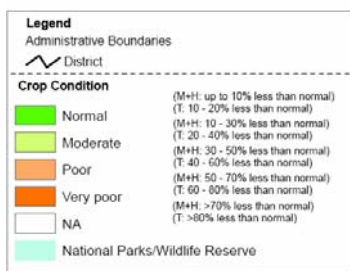 Legend
Administrative Boundaries
District
Crop Condition
(M+H: up to 10% less than normal)
(T: 10 - 20% less than normal)
Normal
(M+H: 10 - 30% less than normal)
(T: 20 - 40% less than normal)
Moderate
(M+H: 30 - 50% less than normal)
(T: 40 - 60% less than normal)
Poor
(M+H: 50 - 70% less than normal)
(T: 60 - 80% less than normal)
Very poor
(M+H: >70% less than normal)
(T: >80% less than normal)
NA
National Parks/Wildlife Reserve